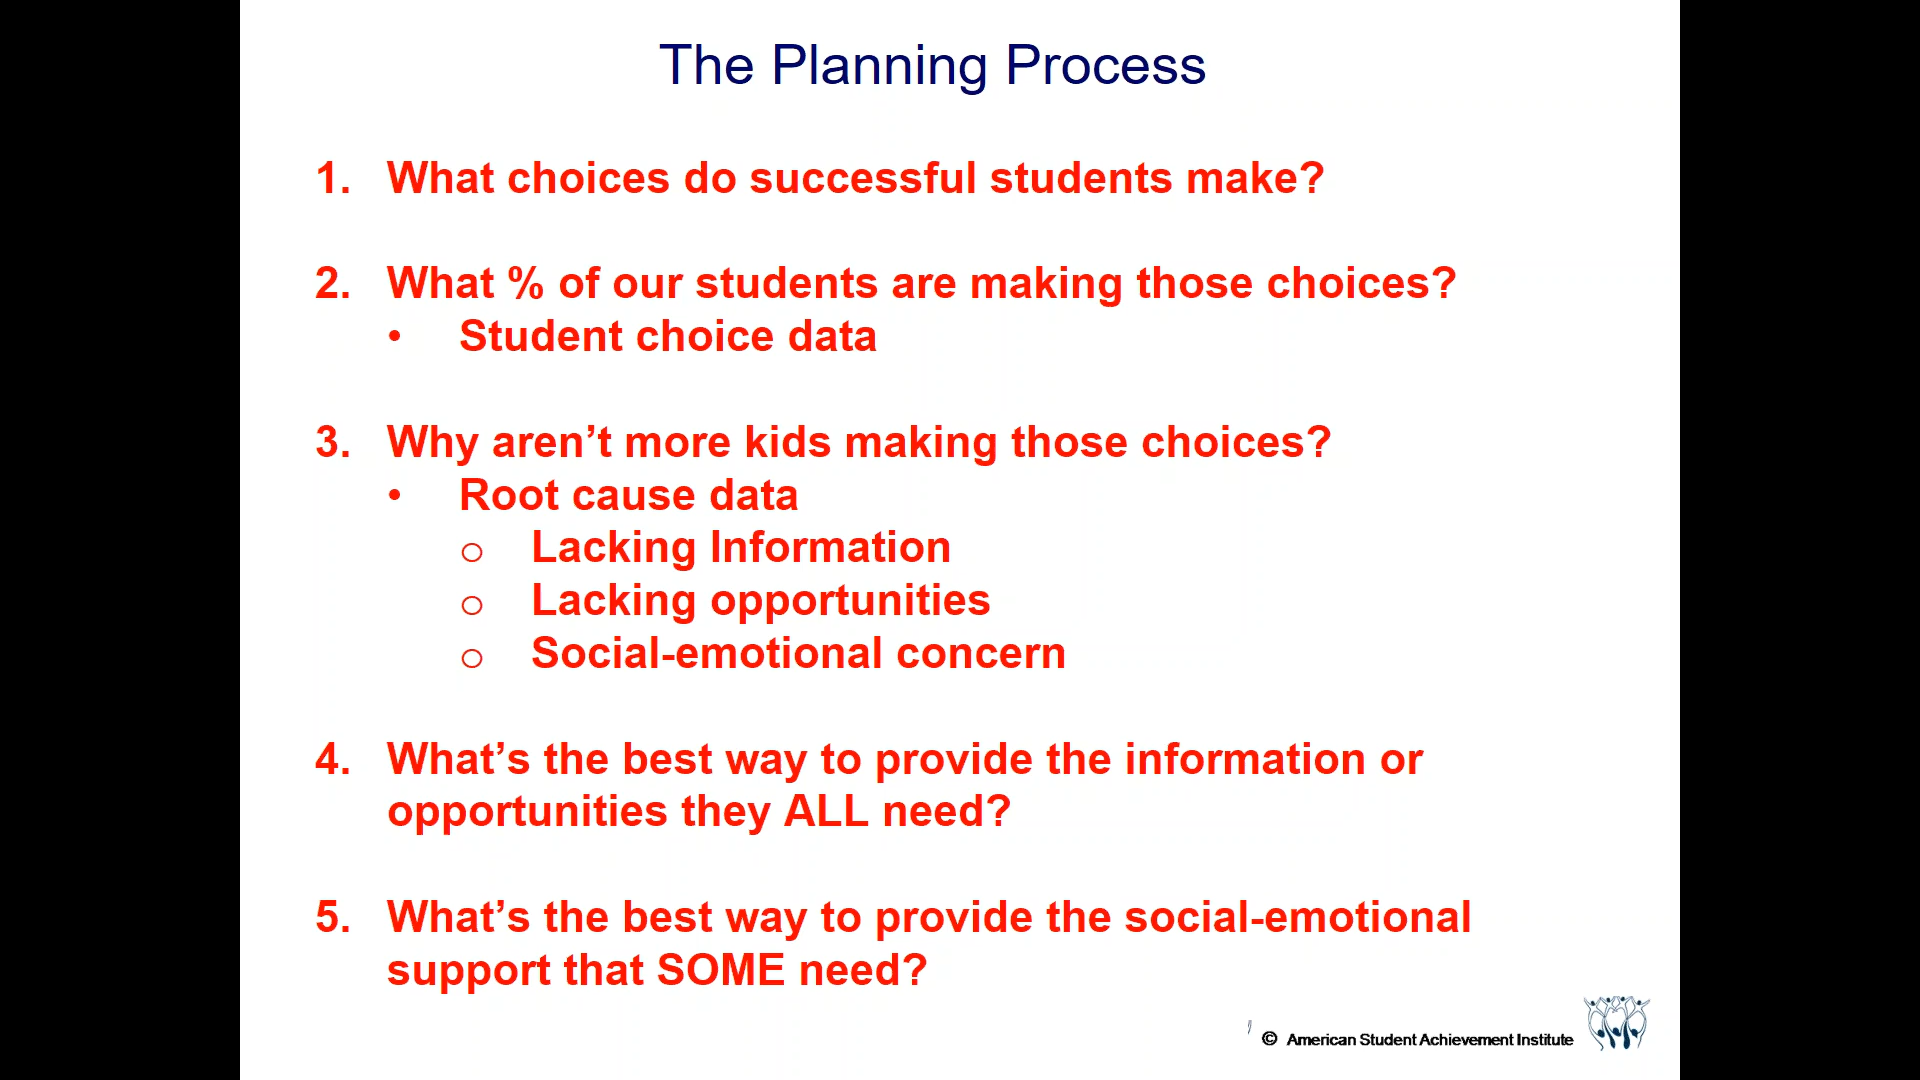 The Planning Process
1. What choices do successful students make?
2. What % of our students are making those choices?
• Student choice data
3. Why aren’t more kids making those choices?
• Root cause data
o Lacking Information
o Lacking opportunities
o Social-emotional concern
4. What’s the best way to provide the information or
opportunities they ALL need?
5. What’s the best way to provide the social-emotional
support that SOME need?
© American Student Achievement Institute